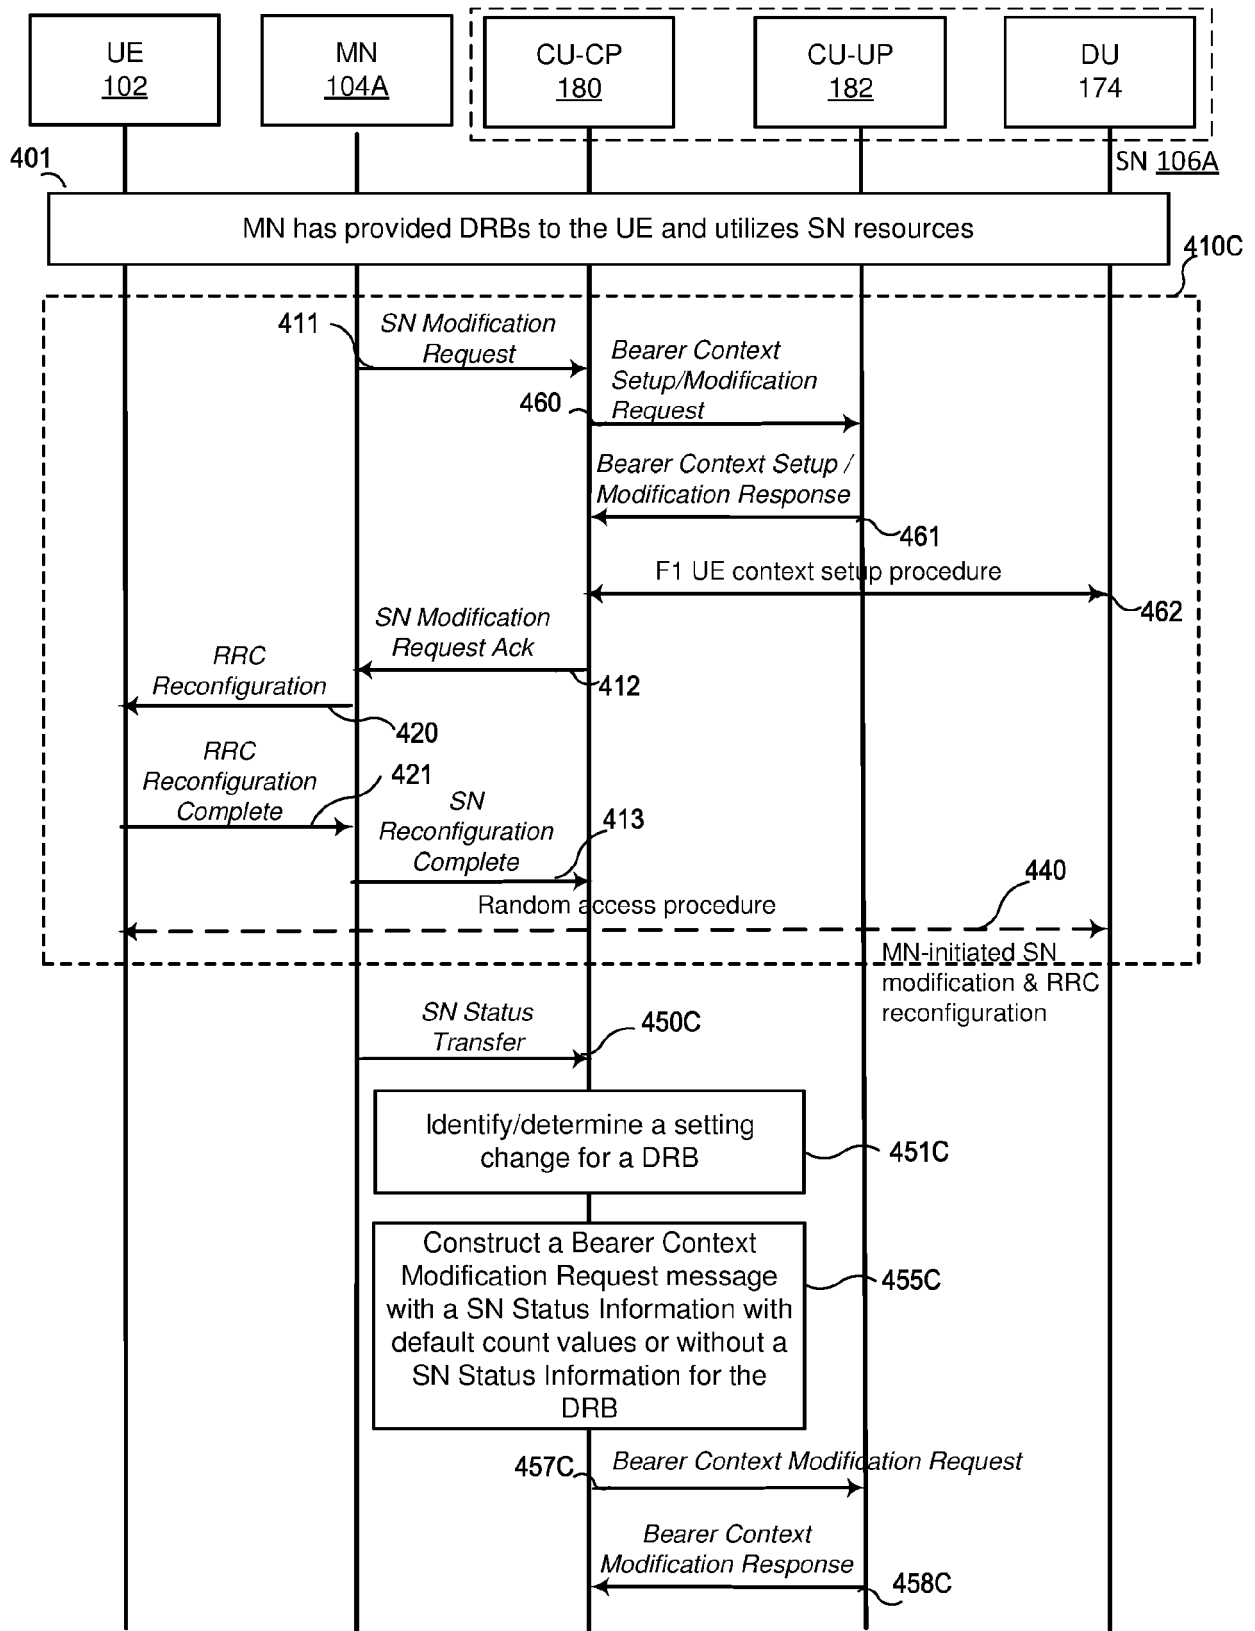 UE
102
MN
104A
CU-CP
180
CU-UP
182
DU
174
SN 106A
401
MN has provided DRBs to the UE and utilizes SN resources
410C
411
SN Modification
Request
Bearer Context
Setup/Modification
Request
460
Bearer Context Setup /
Modification Response
461
F1 UE context setup procedure
462
SN Modification
Request Ack
412
RRC
Reconfiguration
420
RRC
Reconfiguration
Complete
421
SN
Reconfiguration
Complete
413
Random access procedure
440
MN-initiated SN
modification & RRC
reconfiguration
SN Status
Transfer
450C
Identify/determine a setting
change for a DRB
451C
Construct a Bearer Context
Modification Request message
with a SN Status Information with
default count values or without a
SN Status Information for the
DRB
455C
457C
Bearer Context Modification Request
Bearer Context
Modification Response
458C